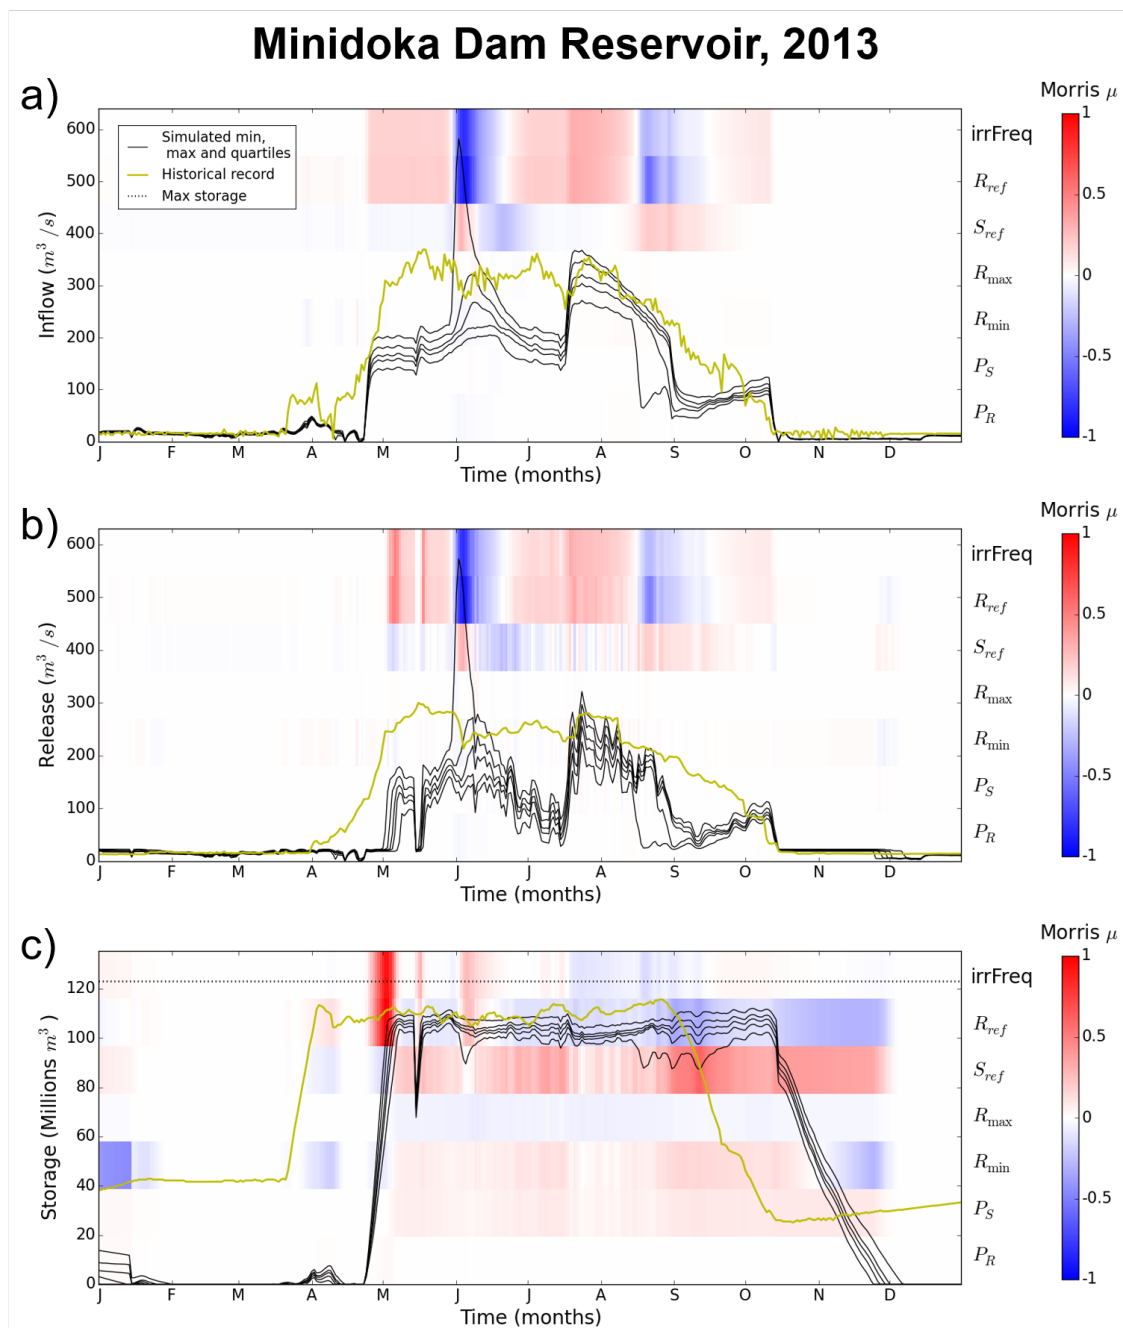 Minidoka Dam Reservoir, 2013
a)
Morris μ
600
500
400
300
200
100
0
Inflow (m³/s)
Simulated min,
max and quartiles
Historical record
Max storage
irrFreq
R_ref
S_ref
R_max
R_min
P_S
P_R
1
0.5
0
-0.5
-1
J F M A M J J A S O N D
Time (months)
b)
Morris μ
600
500
400
300
200
100
0
Release (m³/s)
irrFreq
R_ref
S_ref
R_max
R_min
P_S
P_R
1
0.5
0
-0.5
-1
J F M A M J J A S O N D
Time (months)
c)
Morris μ
120
100
80
60
40
20
0
Storage (Millions m³)
irrFreq
R_ref
S_ref
R_max
R_min
P_S
P_R
1
0.5
0
-0.5
-1
J F M A M J J A S O N D
Time (months)